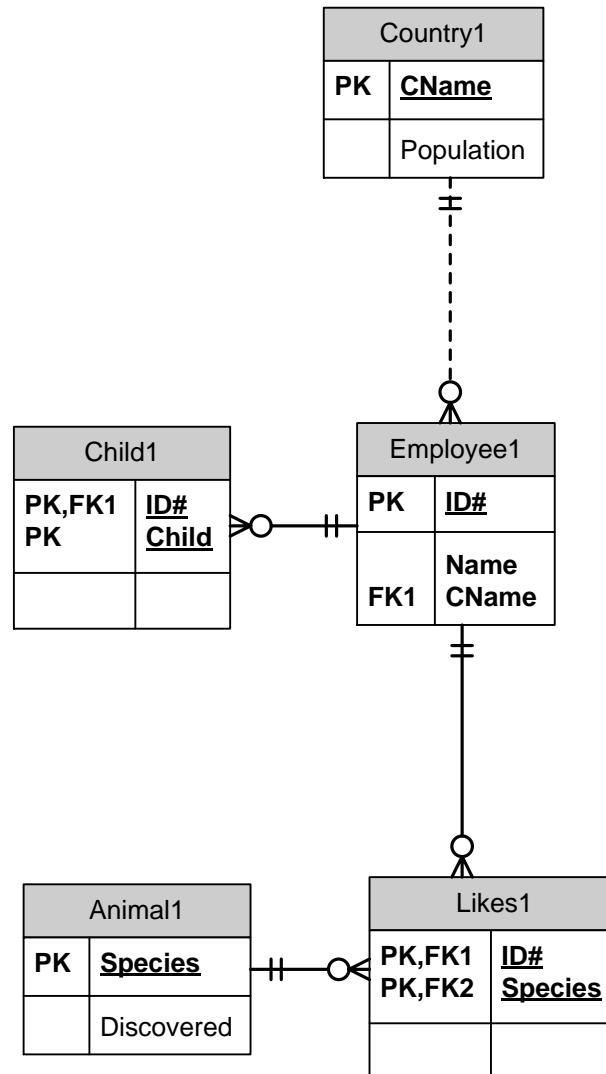 Country1
PK CName
Population
Child1
PK,FK1 ID#
PK Child
Employee1
PK ID#
Name
FK1 CName
Animal1
PK Species
Discovered
Likes1
PK,FK1 ID#
PK,FK2 Species